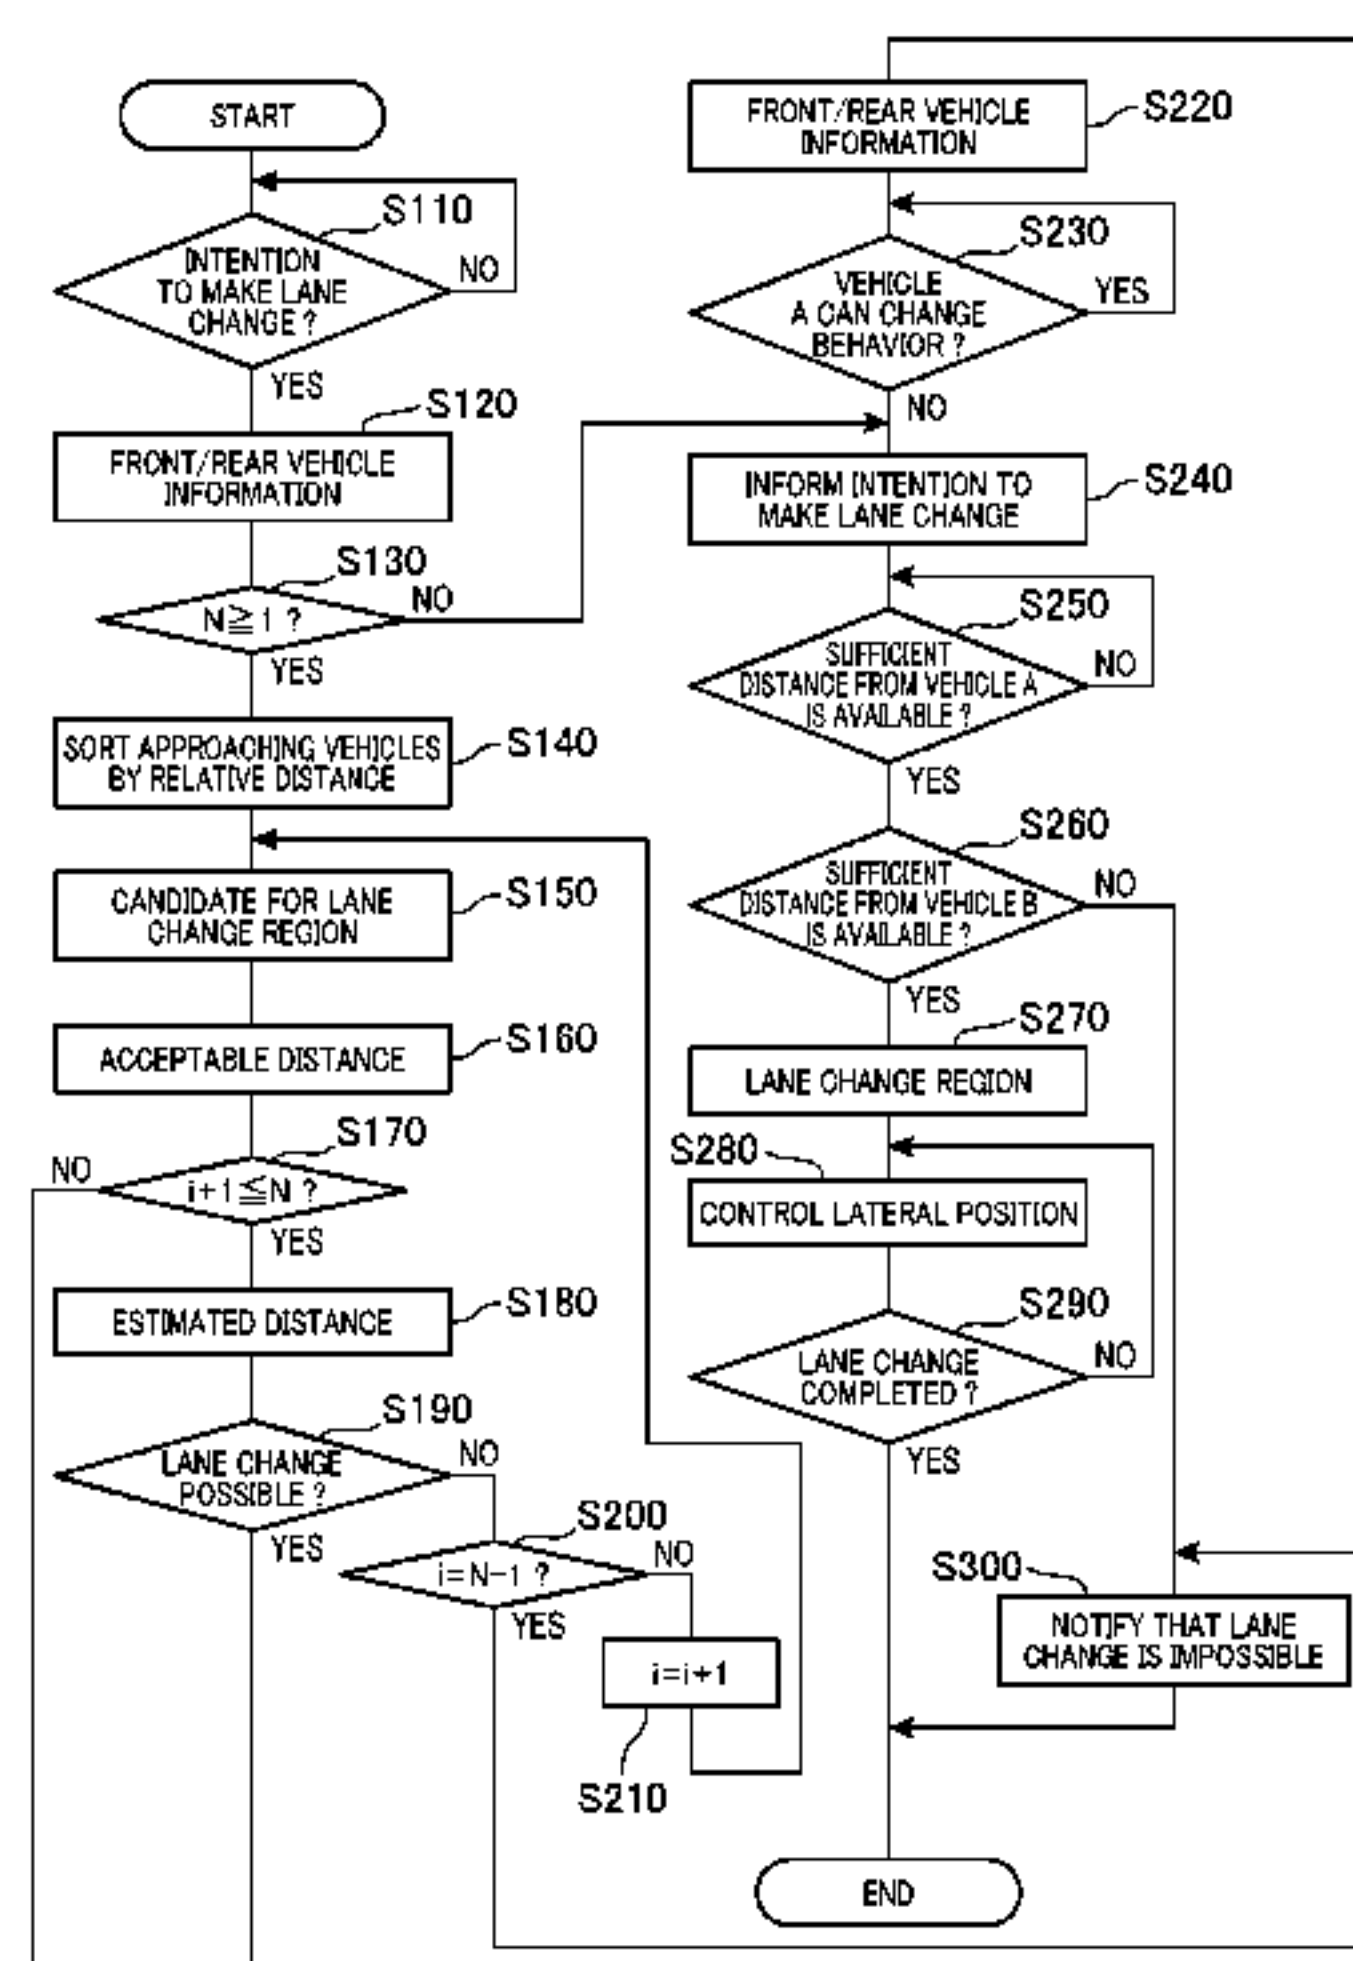 START
S110
INTENTION
TO MAKE LANE
CHANGE ?
NO
YES
S120
FRONT/REAR VEHICLE
INFORMATION
S130
N≧1 ?
NO
YES
SORT APPROACHING VEHICLES
BY RELATIVE DISTANCE
S140
CANDIDATE FOR LANE
CHANGE REGION
S150
ACCEPTABLE DISTANCE
S160
S170
NO
i+1≦N ?
YES
ESTIMATED DISTANCE
S180
S190
LANE CHANGE
POSSIBLE ?
NO
YES
S200
i=N-1 ?
NO
YES
i=i+1
S210
FRONT/REAR VEHICLE
INFORMATION
S220
S230
VEHICLE
A CAN CHANGE
BEHAVIOR ?
YES
NO
INFORM INTENTION TO
MAKE LANE CHANGE
S240
S250
SUFFICIENT
DISTANCE FROM VEHICLE A
IS AVAILABLE ?
NO
YES
S260
SUFFICIENT
DISTANCE FROM VEHICLE B
IS AVAILABLE ?
NO
YES
S270
LANE CHANGE REGION
S280
CONTROL LATERAL POSITION
S290
LANE CHANGE
COMPLETED ?
NO
YES
S300
NOTIFY THAT LANE
CHANGE IS IMPOSSIBLE
END